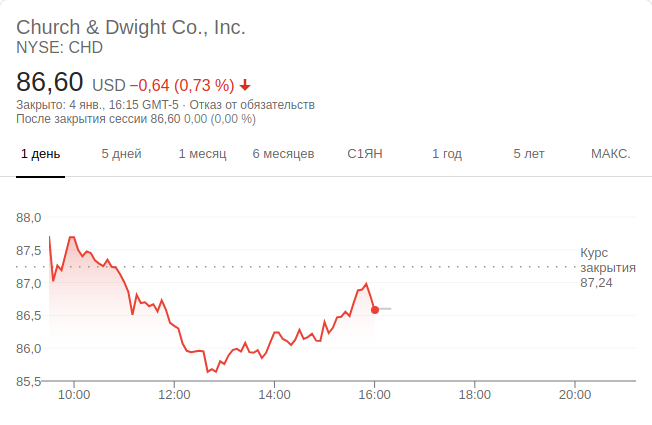 Church & Dwight Co., Inc.
NYSE: CHD
86,60 USD −0,64 (0,73 %)
Закрыто: 4 янв., 16:15 GMT-5 · Отказ от обязательств
После закрытия сессии 86,60 0,00 (0,00 %)
1 день 5 дней 1 месяц 6 месяцев С1ЯН 1 год 5 лет МАКС.
88,0
87,5
Курс
закрытия
87,24
87,0
86,5
86,0
85,5
10:00 12:00 14:00 16:00 18:00 20:00